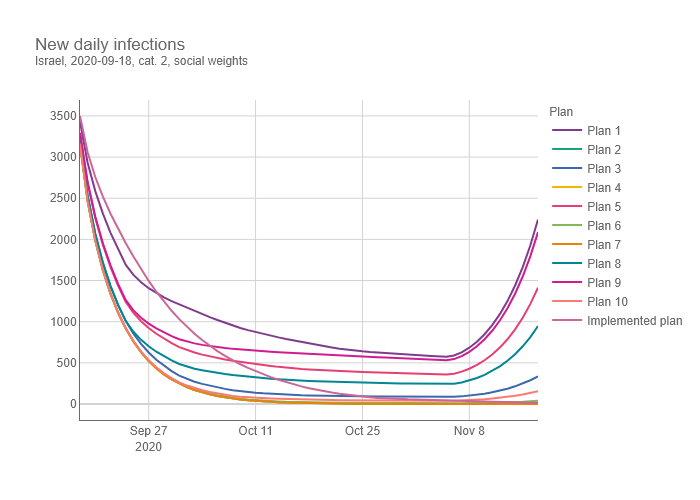 New daily infections
Israel, 2020-09-18, cat. 2, social weights
3500
3000
2500
2000
1500
1000
500
0
Sep 27
2020
Oct 11
Oct 25
Nov 8
Plan
Plan 1
Plan 2
Plan 3
Plan 4
Plan 5
Plan 6
Plan 7
Plan 8
Plan 9
Plan 10
Implemented plan